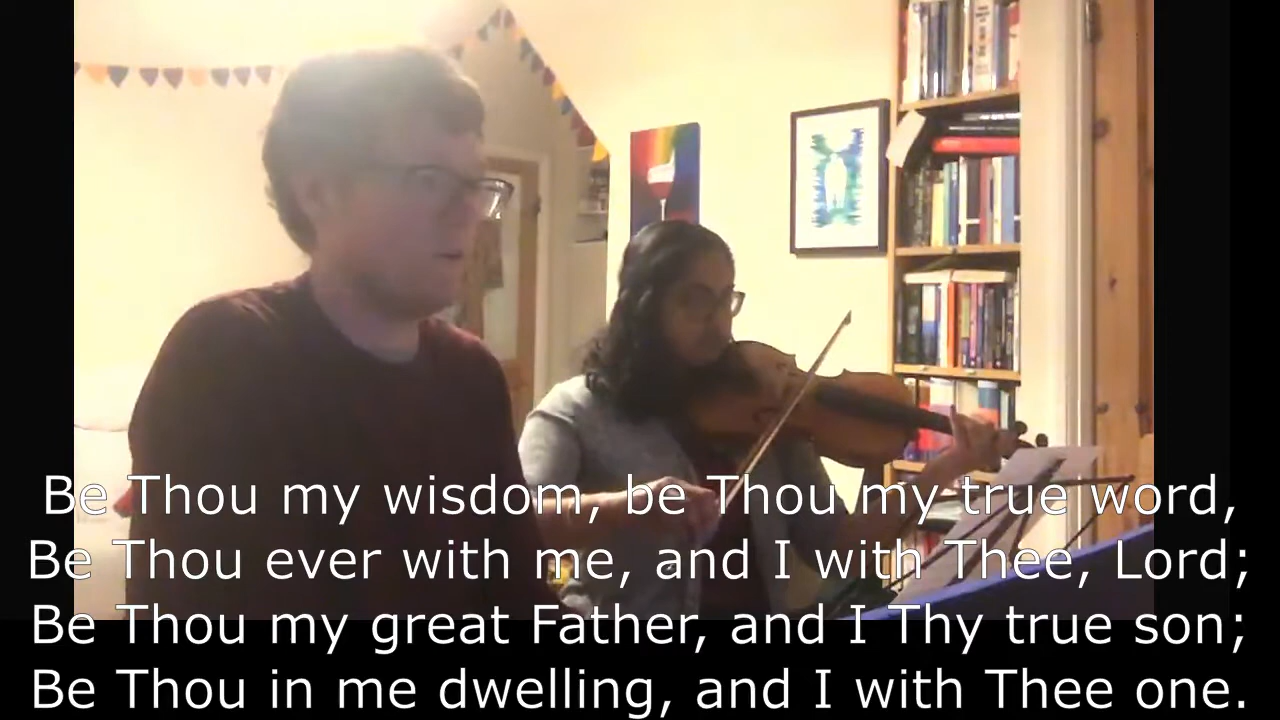 Be Thou my wisdom, be Thou my true word,
Be Thou ever with me, and I with Thee, Lord;
Be Thou my great Father, and I Thy true son;
Be Thou in me dwelling, and I with Thee one.